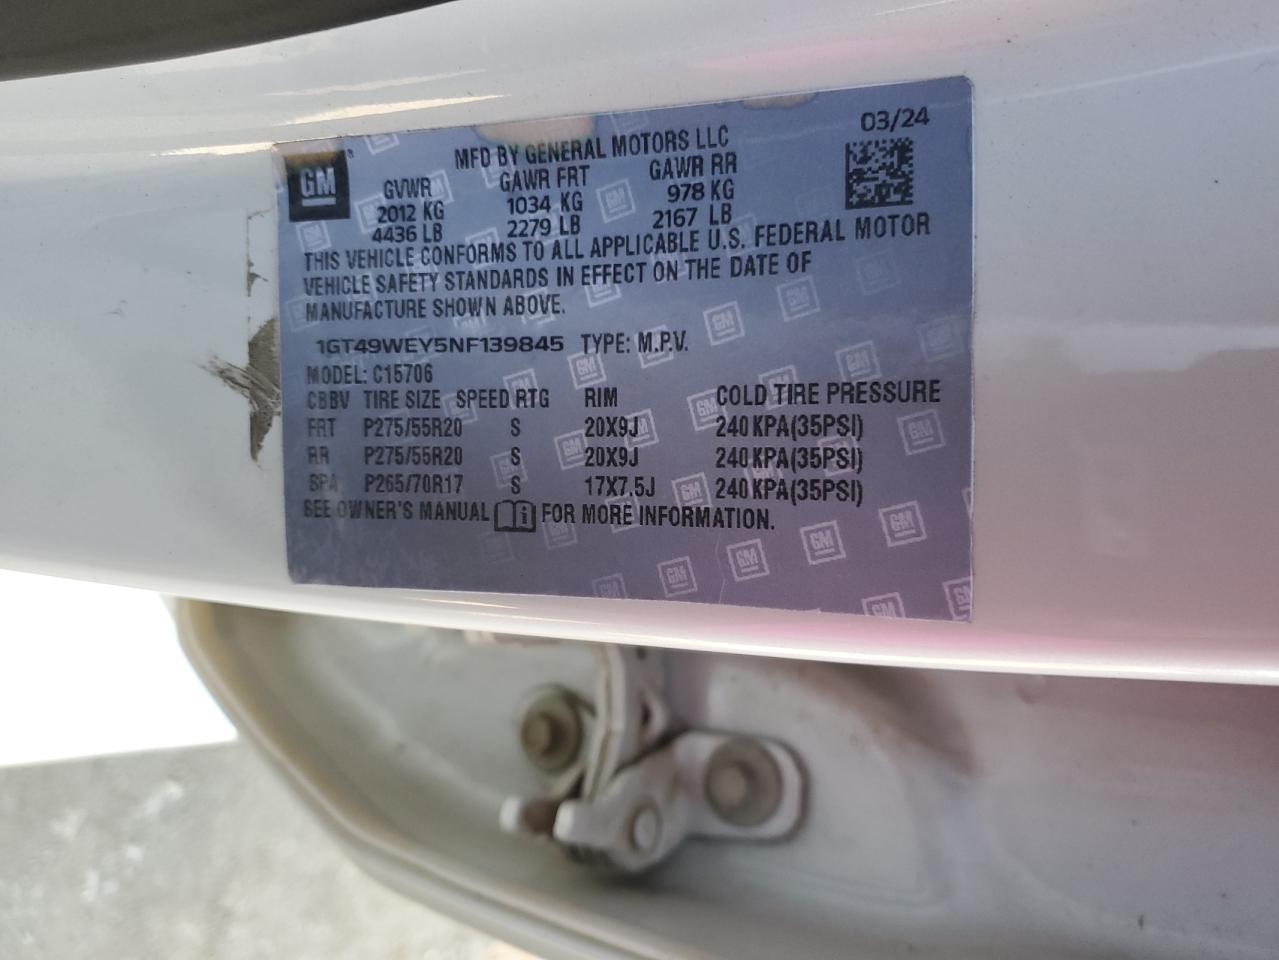 03/24
GM
MFD BY GENERAL MOTORS LLC
GVWR GAWR FRT GAWR RR
2012 KG 1034 KG 978 KG
4436 LB 2279 LB 2167 LB
THIS VEHICLE CONFORMS TO ALL APPLICABLE U.S. FEDERAL MOTOR
VEHICLE SAFETY STANDARDS IN EFFECT ON THE DATE OF
MANUFACTURE SHOWN ABOVE.
1GT49WEY5NF139845 TYPE: M.P.V.
MODEL: C15706
CBBV TIRE SIZE SPEED RTG RIM COLD TIRE PRESSURE
FRT P275/55R20 S 20X9J 240 KPA(35PSI)
RR P275/55R20 S 20X9J 240 KPA(35PSI)
SPA P265/70R17 S 17X7.5J 240 KPA(35PSI)
SEE OWNER'S MANUAL FOR MORE INFORMATION.